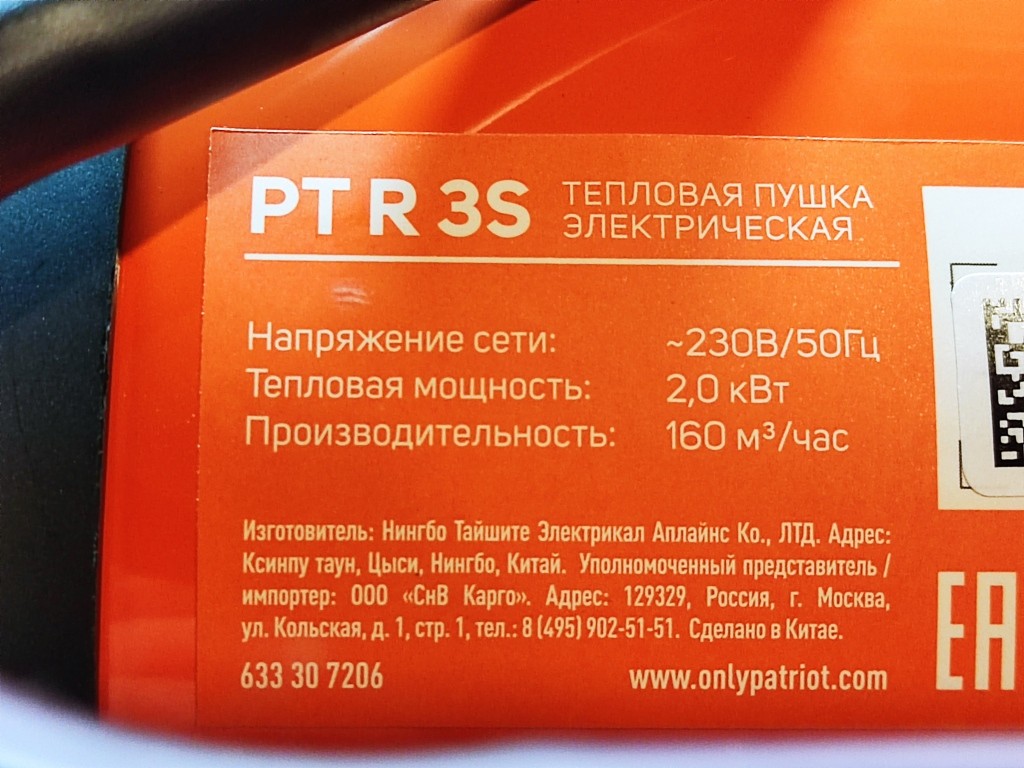 PT R 3S ТЕПЛОВАЯ ПУШКА
ЭЛЕКТРИЧЕСКАЯ
Напряжение сети: ~230В/50Гц
Тепловая мощность: 2,0 кВт
Производительность: 160 м³/час
Изготовитель: Нингбо Тайшите Электрикал Аплайнс Ко., ЛТД. Адрес:
Ксинпу таун, Цыси, Нингбо, Китай. Уполномоченный представитель /
импортер: ООО «СнВ Карго». Адрес: 129329, Россия, г. Москва,
ул. Кольская, д. 1, стр. 1, тел.: 8 (495) 902-51-51. Сделано в Китае.
633 30 7206 www.onlypatriot.com
EA